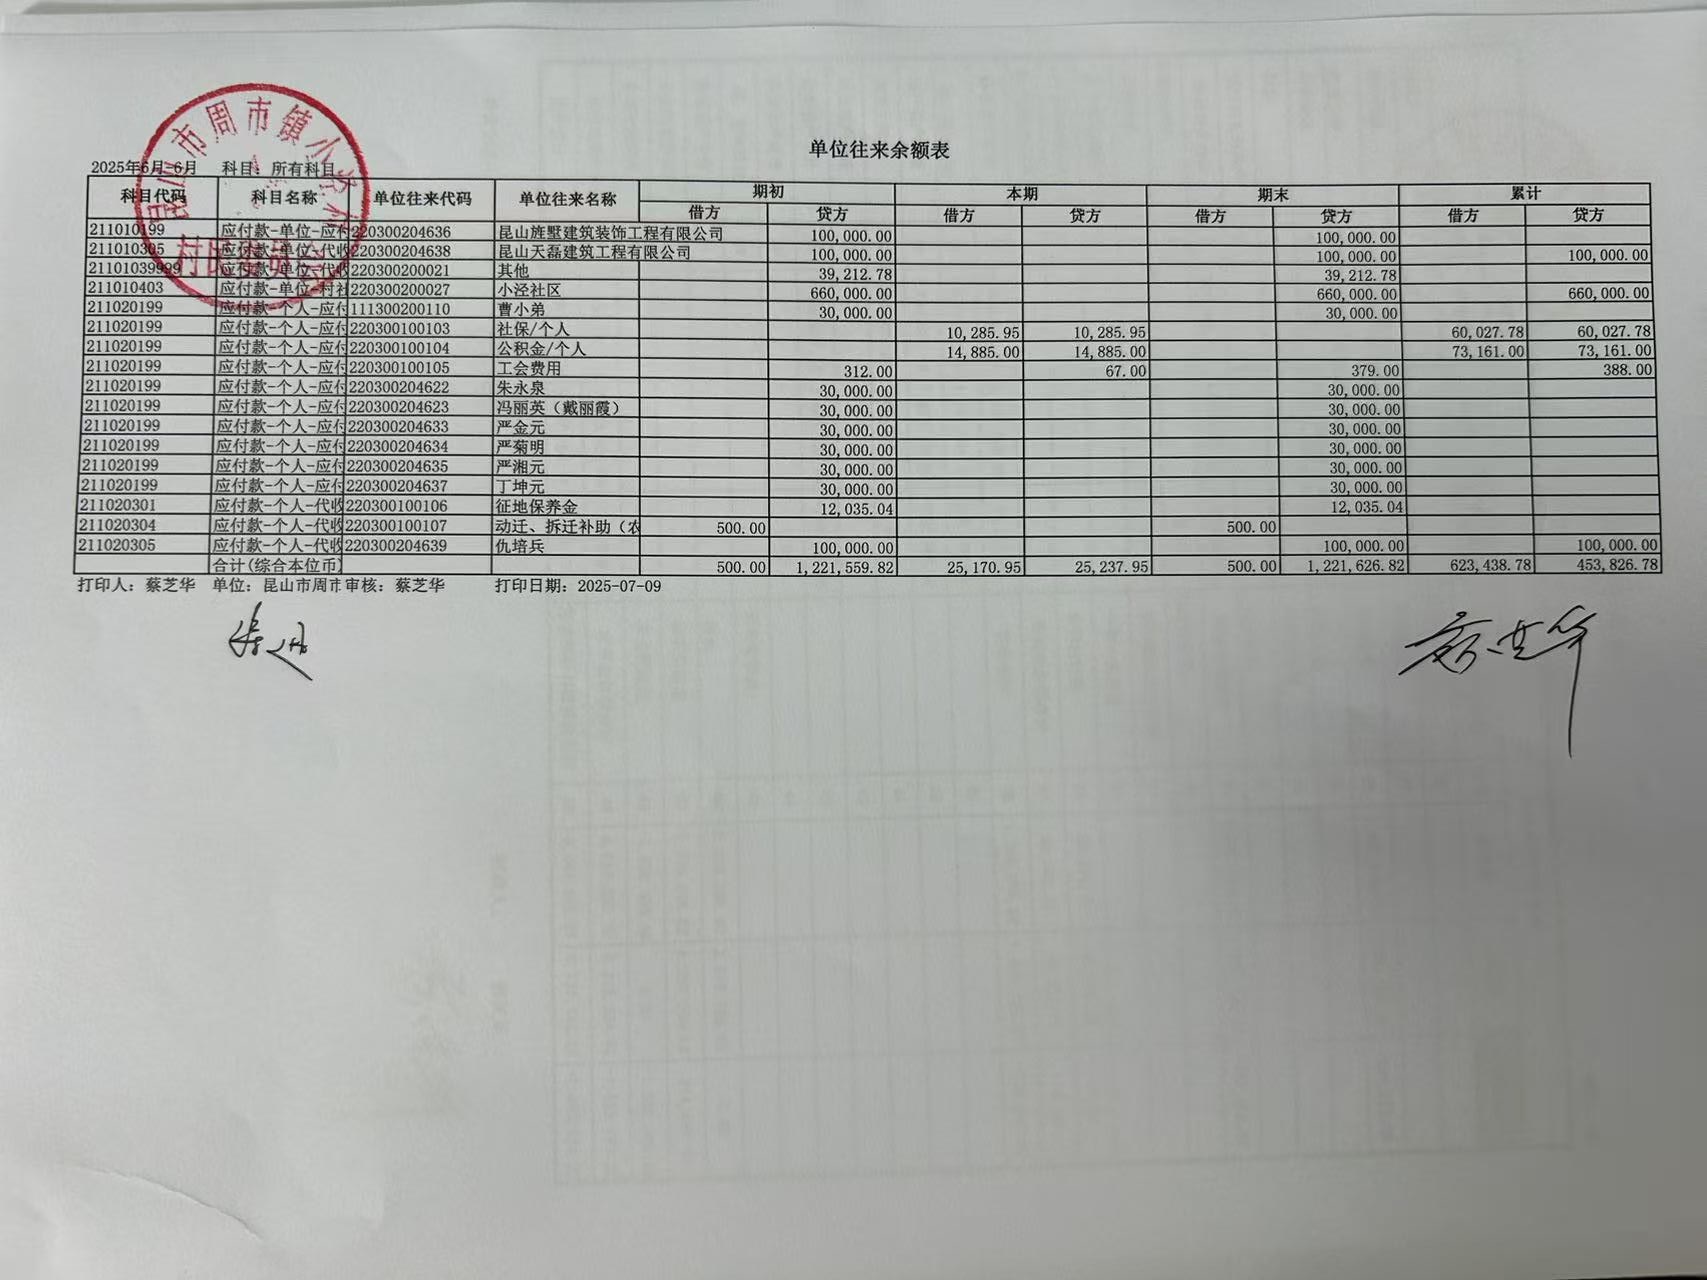 单位往来余额表
2025年6月-6月 科目：所有科目
科目代码 科目名称 单位往来代码 单位往来名称 期初 本期 期末 累计
借方 贷方 借方 贷方 借方 贷方 借方 贷方
211010199 应付款-单位-应付 220300204636 昆山旌墅建筑装饰工程有限公司 100,000.00 100,000.00
211010305 应付款-单位-代收 220300204638 昆山天磊建筑工程有限公司 100,000.00 100,000.00 100,000.00
21101039999 应付款-单位-代收 220300200021 其他 39,212.78 39,212.78
211010403 应付款-单位-村社 220300200027 小泾社区 660,000.00 660,000.00 660,000.00
211020199 应付款-个人-应付 111300200110 曹小弟 30,000.00 30,000.00
211020199 应付款-个人-应付 220300100103 社保/个人 10,285.95 10,285.95 60,027.78 60,027.78
211020199 应付款-个人-应付 220300100104 公积金/个人 14,885.00 14,885.00 73,161.00 73,161.00
211020199 应付款-个人-应付 220300100105 工会费用 312.00 67.00 379.00 388.00
211020199 应付款-个人-应付 220300204622 朱永泉 30,000.00 30,000.00
211020199 应付款-个人-应付 220300204623 冯丽英（戴丽霞） 30,000.00 30,000.00
211020199 应付款-个人-应付 220300204633 严金元 30,000.00 30,000.00
211020199 应付款-个人-应付 220300204634 严菊明 30,000.00 30,000.00
211020199 应付款-个人-应付 220300204635 严湘元 30,000.00 30,000.00
211020199 应付款-个人-应付 220300204637 丁坤元 30,000.00 30,000.00
211020301 应付款-个人-代收 220300100106 征地保养金 12,035.04 12,035.04
211020304 应付款-个人-代收 220300100107 动迁、拆迁补助（农 500.00 500.00
211020305 应付款-个人-代收 220300204639 仇培兵 100,000.00 100,000.00 100,000.00
合计(综合本位币) 500.00 1,221,559.82 25,170.95 25,237.95 500.00 1,221,626.82 623,438.78 453,826.78
打印人：蔡芝华 单位：昆山市周市 审核：蔡芝华 打印日期：2025-07-09
蔡芝华
昆山市周市镇小泾村
村民委员会